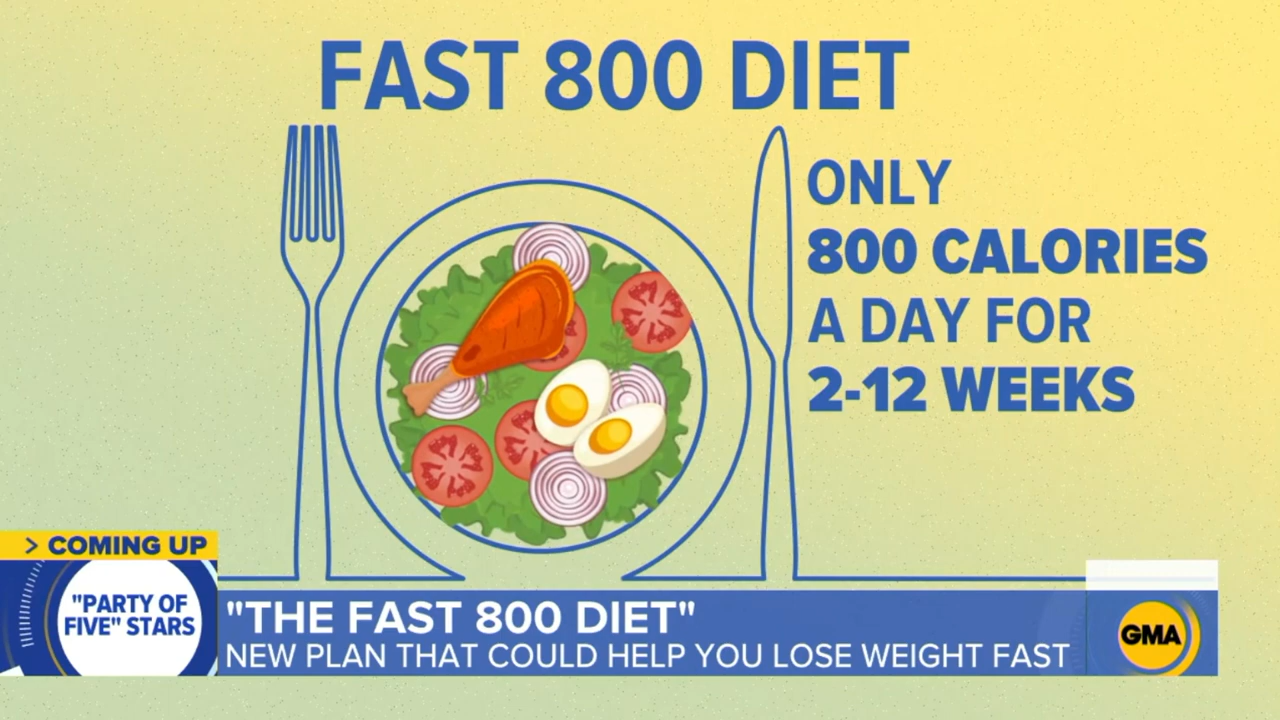 FAST 800 DIET
ONLY
800 CALORIES
A DAY FOR
2-12 WEEKS
> COMING UP
"PARTY OF
FIVE" STARS
"THE FAST 800 DIET"
NEW PLAN THAT COULD HELP YOU LOSE WEIGHT FAST
GMA